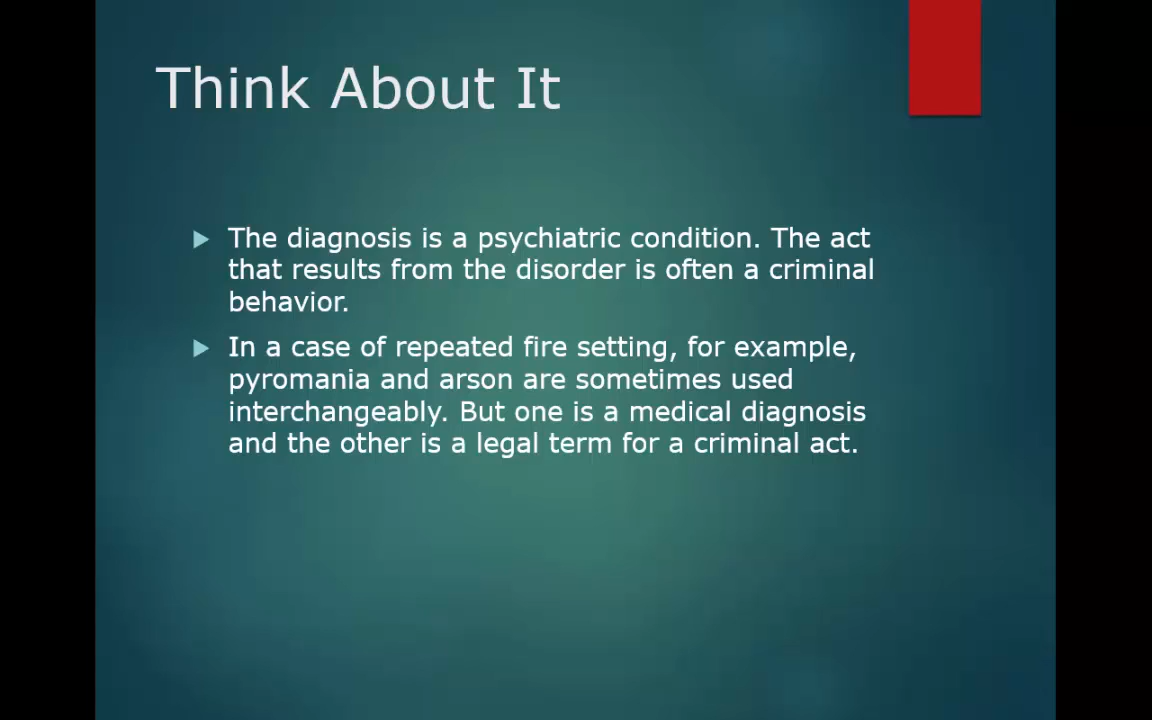 Think About It
The diagnosis is a psychiatric condition. The act
that results from the disorder is often a criminal
behavior.
In a case of repeated fire setting, for example,
pyromania and arson are sometimes used
interchangeably. But one is a medical diagnosis
and the other is a legal term for a criminal act.